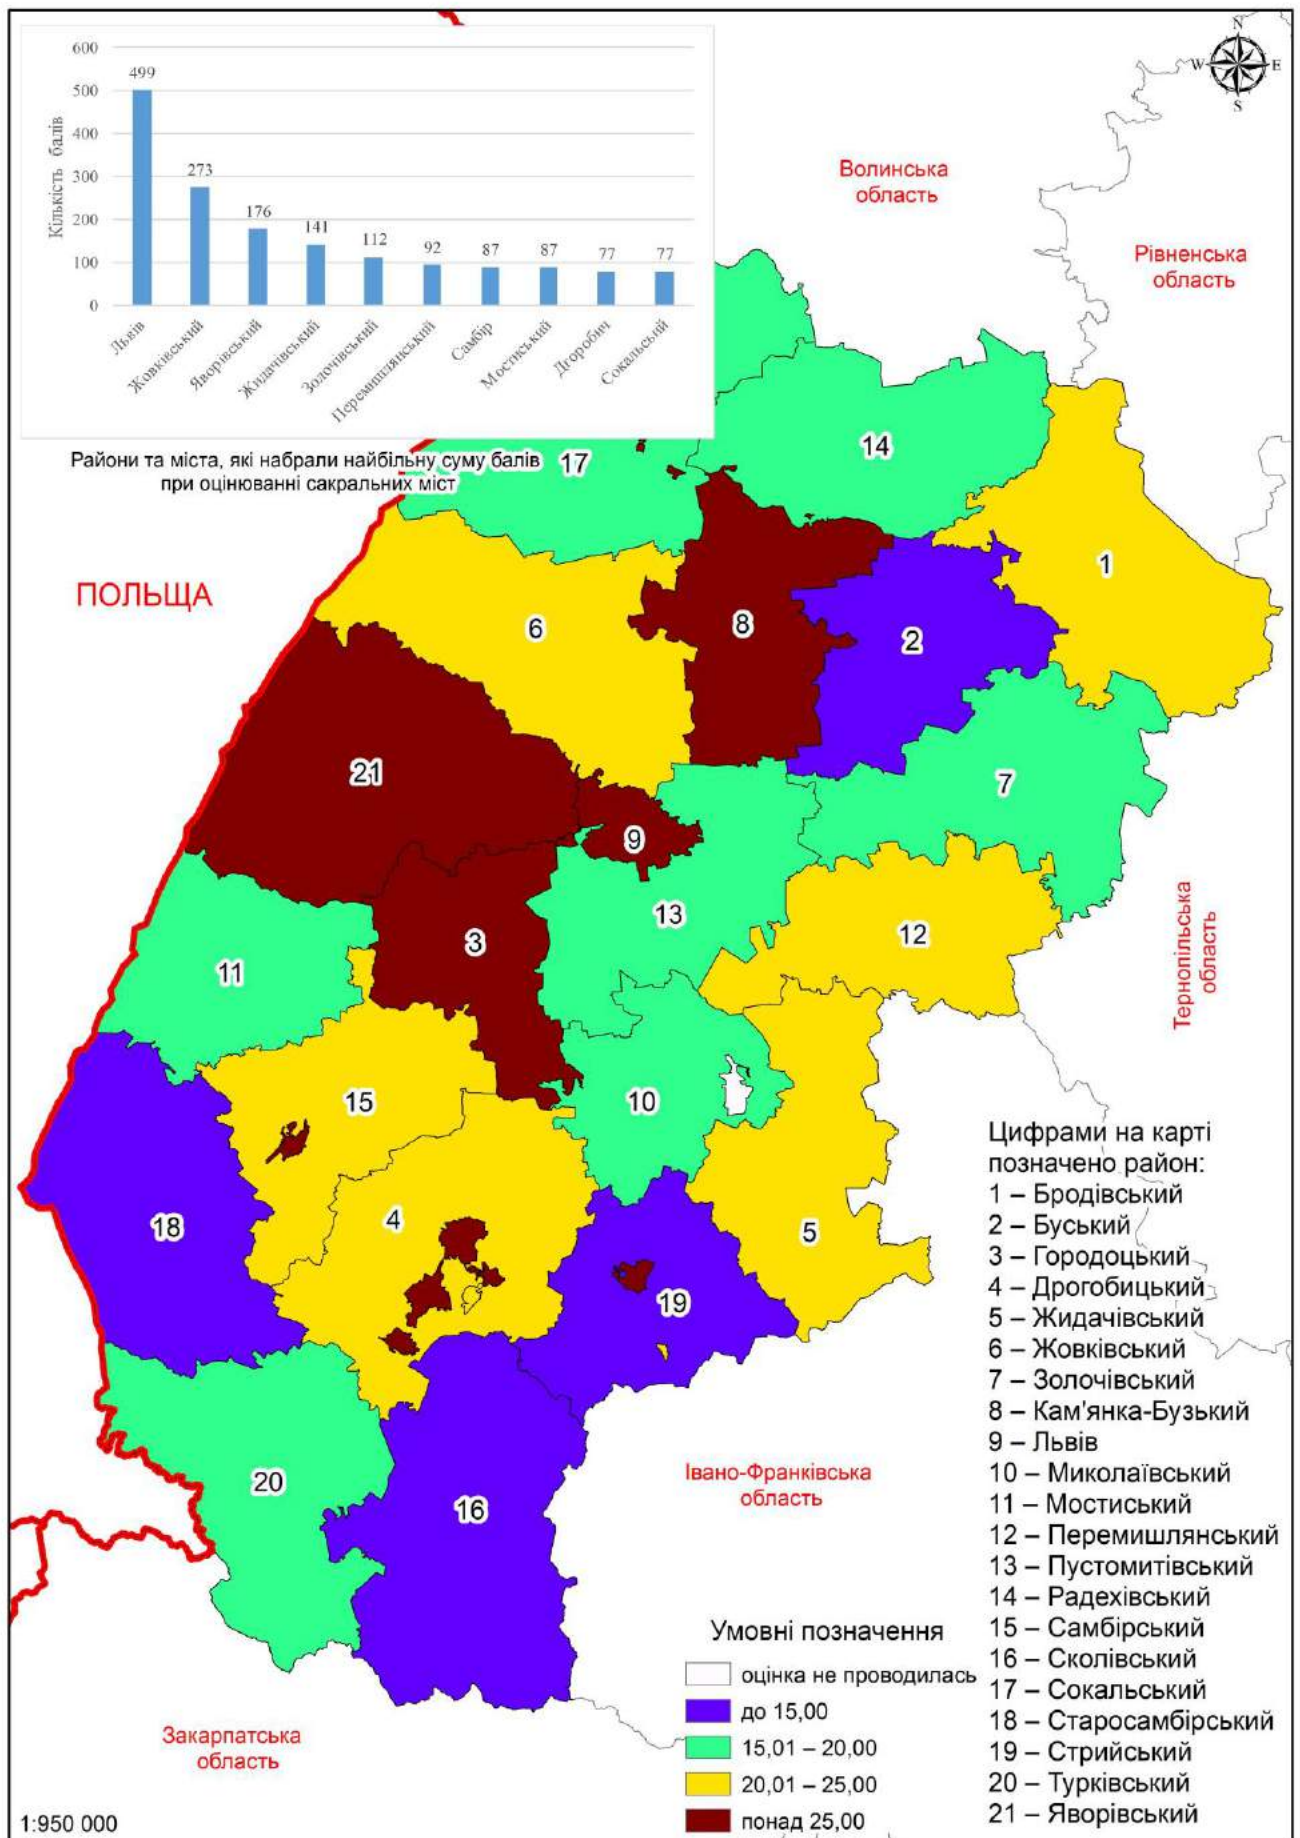 N
W
E
S
600
500
400
300
200
100
0
Кількість балів
499
273
176
141
112
92
87
87
77
77
Львів
Жовківський
Яворівський
Жидачівський
Золочівський
Перемишлянський
Самбір
Мостиський
Дгоробич
Сокальський
Райони та міста, які набрали найбільну суму балів
при оцінюванні сакральних міст
Волинська
область
Рівненська
область
ПОЛЬЩА
Тернопільська
область
Івано-Франківська
область
Закарпатська
область
17
14
1
6
8
2
21
7
9
13
12
3
11
15
10
4
5
18
19
20
16
Цифрами на карті
позначено район:
1 – Бродівський
2 – Буський
3 – Городоцький
4 – Дрогобицький
5 – Жидачівський
6 – Жовківський
7 – Золочівський
8 – Кам'янка-Бузький
9 – Львів
10 – Миколаївський
11 – Мостиський
12 – Перемишлянський
13 – Пустомитівський
14 – Радехівський
15 – Самбірський
16 – Сколівський
17 – Сокальський
18 – Старосамбірський
19 – Стрийський
20 – Турківський
21 – Яворівський
Умовні позначення
оцінка не проводилась
до 15,00
15,01 – 20,00
20,01 – 25,00
понад 25,00
1:950 000